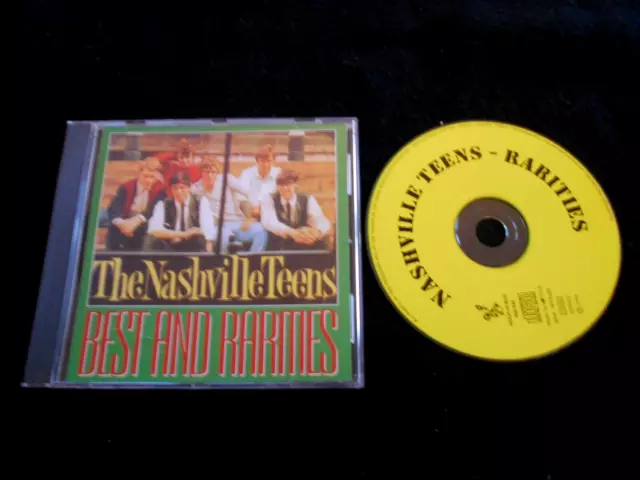 The Nashville Teens
BEST AND RARITIES
NASHVILLE TEENS - RARITIES